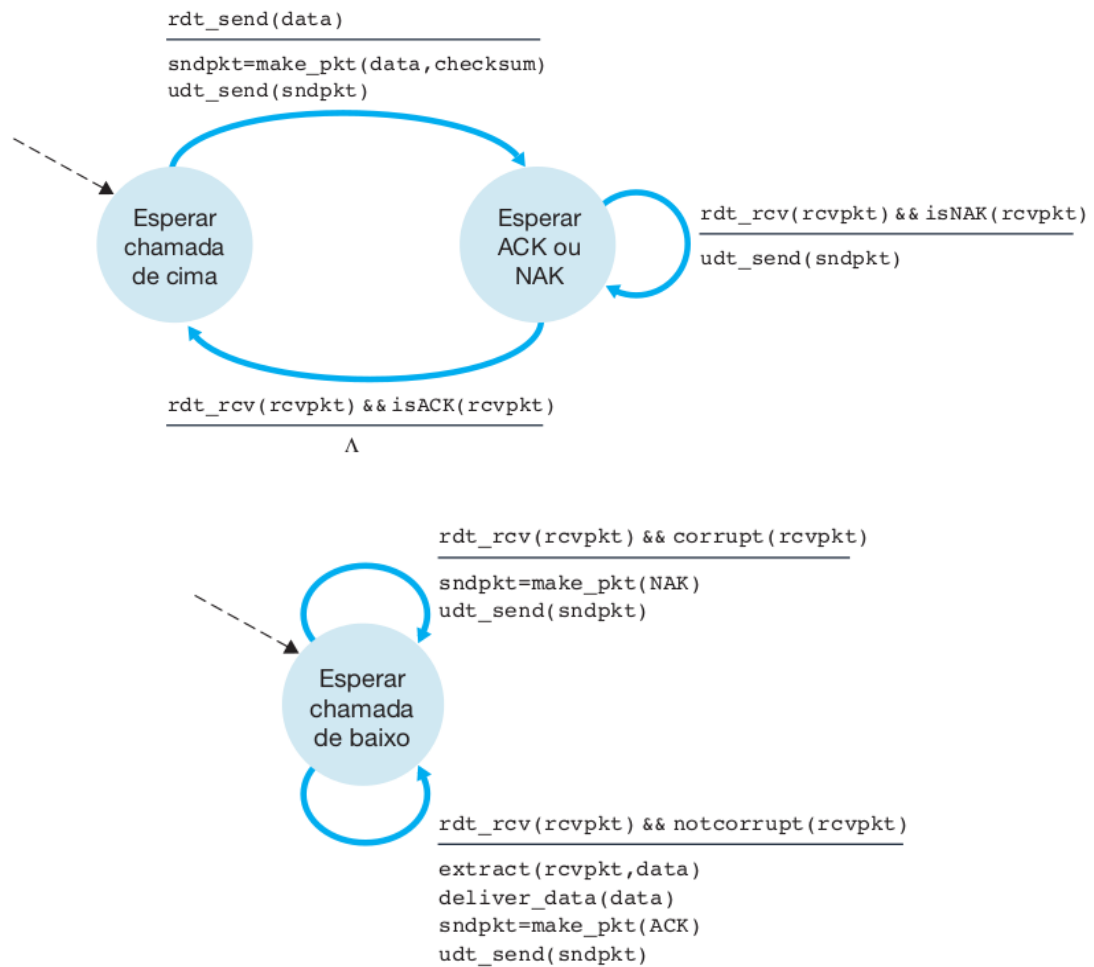 rdt_send(data)
sndpkt=make_pkt(data,checksum)
udt_send(sndpkt)
Esperar
chamada
de cima
Esperar
ACK ou
NAK
rdt_rcv(rcvpkt) && isNAK(rcvpkt)
udt_send(sndpkt)
rdt_rcv(rcvpkt) && isACK(rcvpkt)
Λ
rdt_rcv(rcvpkt) && corrupt(rcvpkt)
sndpkt=make_pkt(NAK)
udt_send(sndpkt)
Esperar
chamada
de baixo
rdt_rcv(rcvpkt) && notcorrupt(rcvpkt)
extract(rcvpkt,data)
deliver_data(data)
sndpkt=make_pkt(ACK)
udt_send(sndpkt)